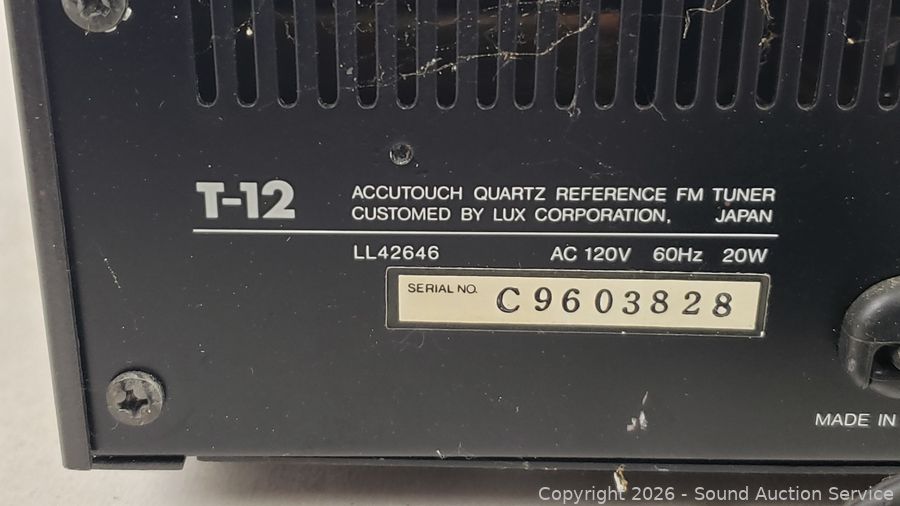 T-12
ACCUTOUCH QUARTZ REFERENCE FM TUNER
CUSTOMED BY LUX CORPORATION, JAPAN
LL42646 AC 120V 60Hz 20W
SERIAL NO. C9603828
MADE IN
Copyright 2026 - Sound Auction Service